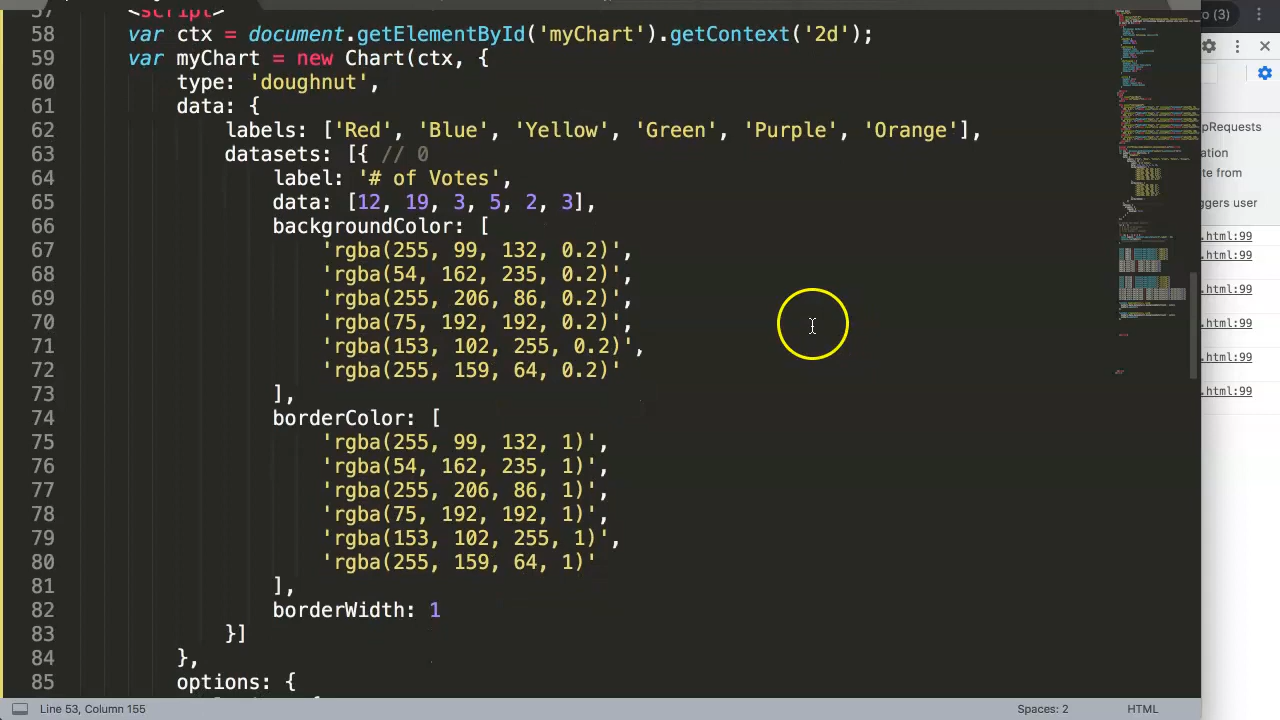 57 <script>
58 var ctx = document.getElementById('myChart').getContext('2d');
59 var myChart = new Chart(ctx, {
60 type: 'doughnut',
61 data: {
62 labels: ['Red', 'Blue', 'Yellow', 'Green', 'Purple', 'Orange'],
63 datasets: [{ // 0
64 label: '# of Votes',
65 data: [12, 19, 3, 5, 2, 3],
66 backgroundColor: [
67 'rgba(255, 99, 132, 0.2)',
68 'rgba(54, 162, 235, 0.2)',
69 'rgba(255, 206, 86, 0.2)',
70 'rgba(75, 192, 192, 0.2)',
71 'rgba(153, 102, 255, 0.2)',
72 'rgba(255, 159, 64, 0.2)'
73 ],
74 borderColor: [
75 'rgba(255, 99, 132, 1)',
76 'rgba(54, 162, 235, 1)',
77 'rgba(255, 206, 86, 1)',
78 'rgba(75, 192, 192, 1)',
79 'rgba(153, 102, 255, 1)',
80 'rgba(255, 159, 64, 1)'
81 ],
82 borderWidth: 1
83 }]
84 },
85 options: {
Line 53, Column 155
Spaces: 2
HTML
o (3)
pRequests
ation
te from
ggers user
.html:99
.html:99
.html:99
.html:99
.html:99
.html:99